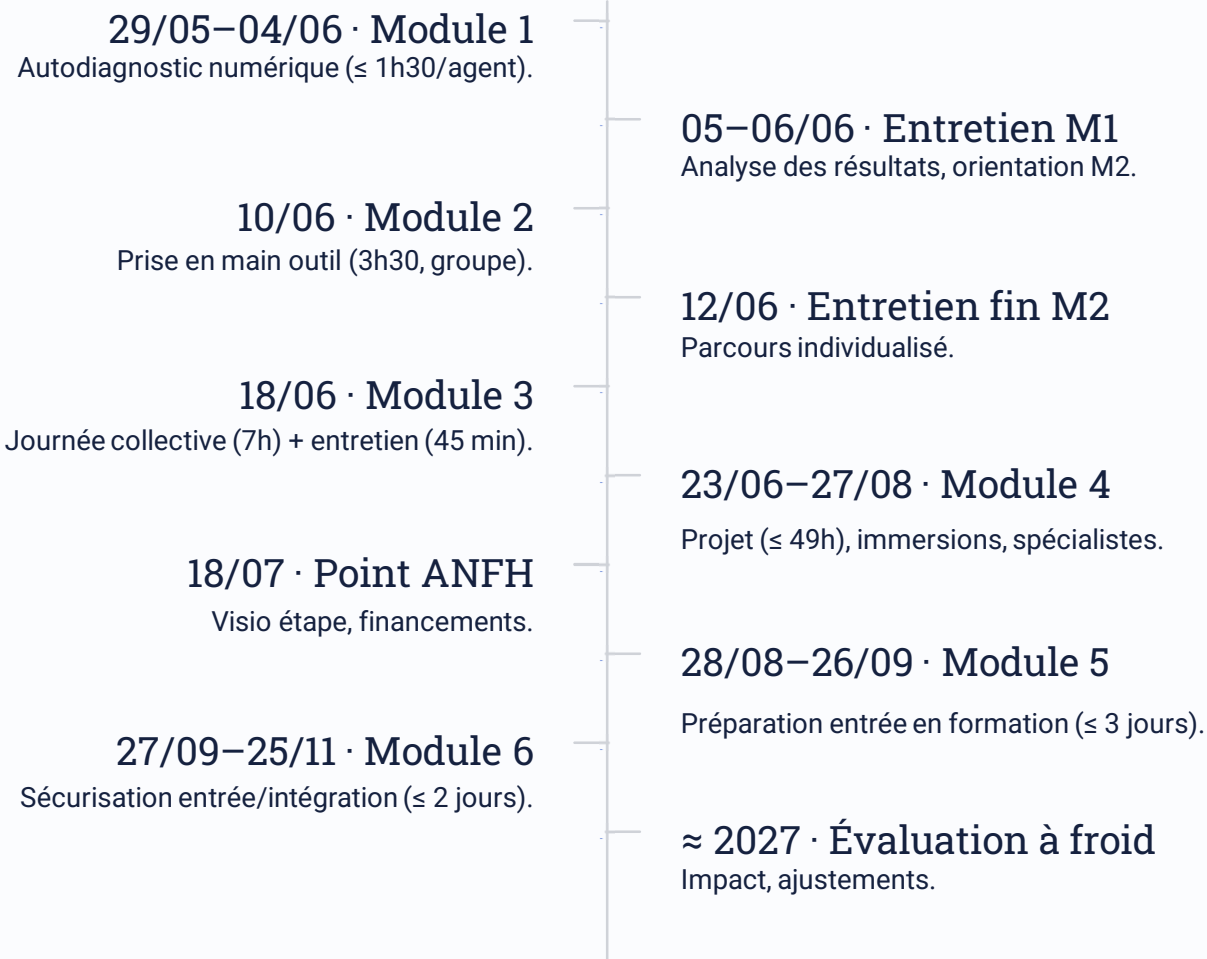 29/05–04/06 · Module 1
Autodiagnostic numérique (≤ 1h30/agent).
05–06/06 · Entretien M1
Analyse des résultats, orientation M2.
10/06 · Module 2
Prise en main outil (3h30, groupe).
12/06 · Entretien fin M2
Parcours individualisé.
18/06 · Module 3
Journée collective (7h) + entretien (45 min).
23/06–27/08 · Module 4
Projet (≤ 49h), immersions, spécialistes.
18/07 · Point ANFH
Visio étape, financements.
28/08–26/09 · Module 5
Préparation entrée en formation (≤ 3 jours).
27/09–25/11 · Module 6
Sécurisation entrée/intégration (≤ 2 jours).
≈ 2027 · Évaluation à froid
Impact, ajustements.